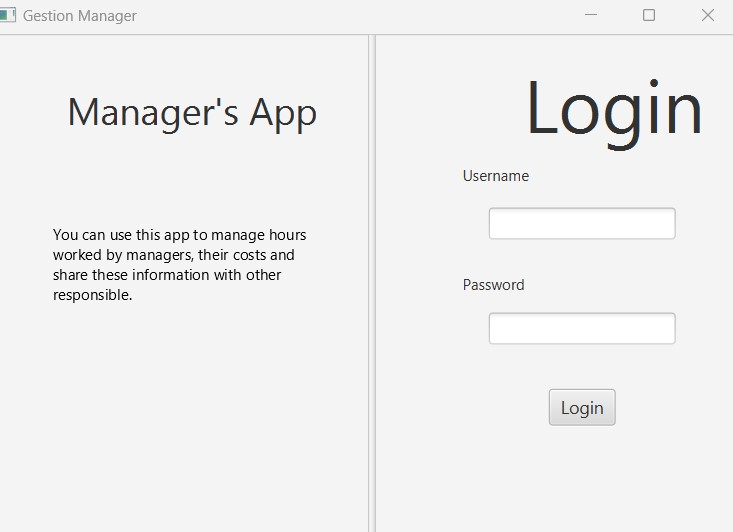 Gestion Manager
Manager's App
You can use this app to manage hours
worked by managers, their costs and
share these information with other
responsible.
Login
Username
Password
Login